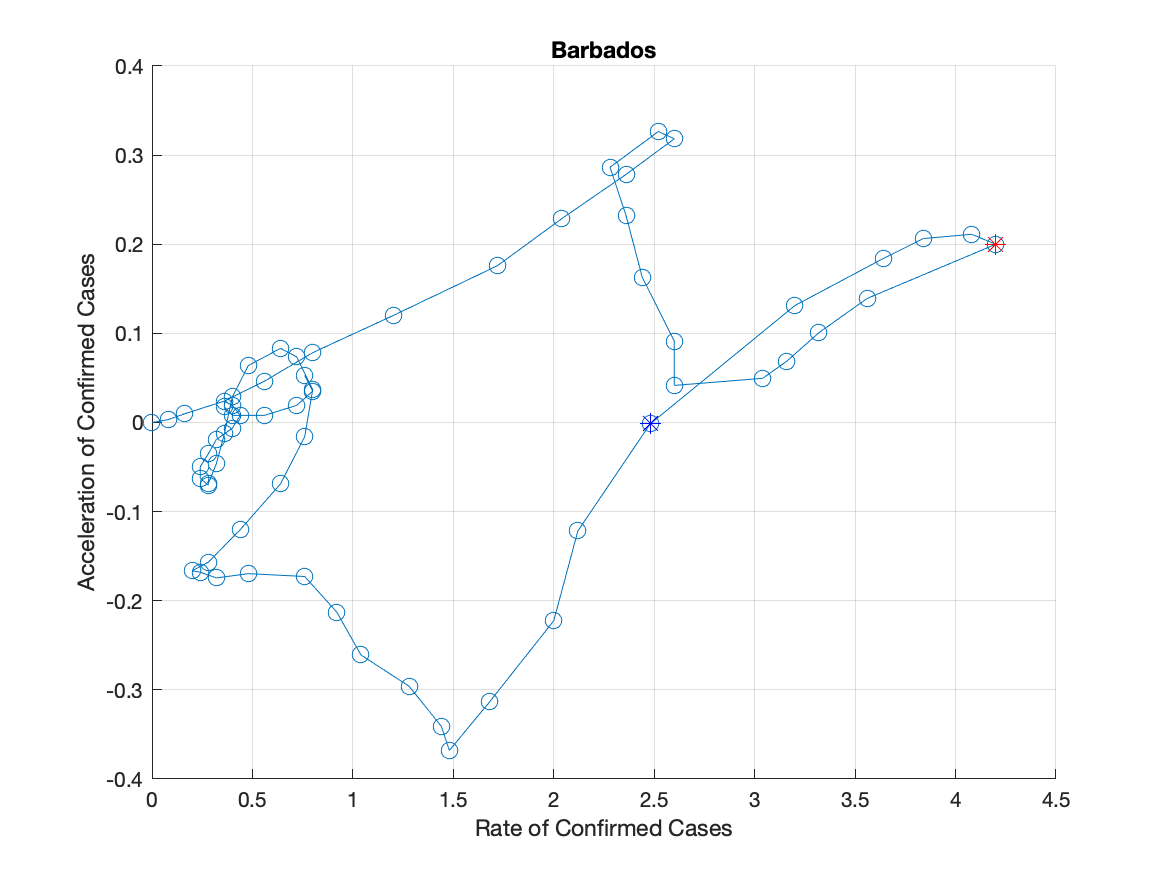 Barbados
0.4
0.3
0.2
0.1
0
-0.1
-0.2
-0.3
-0.4
Acceleration of Confirmed Cases
0 0.5 1 1.5 2 2.5 3 3.5 4 4.5
Rate of Confirmed Cases